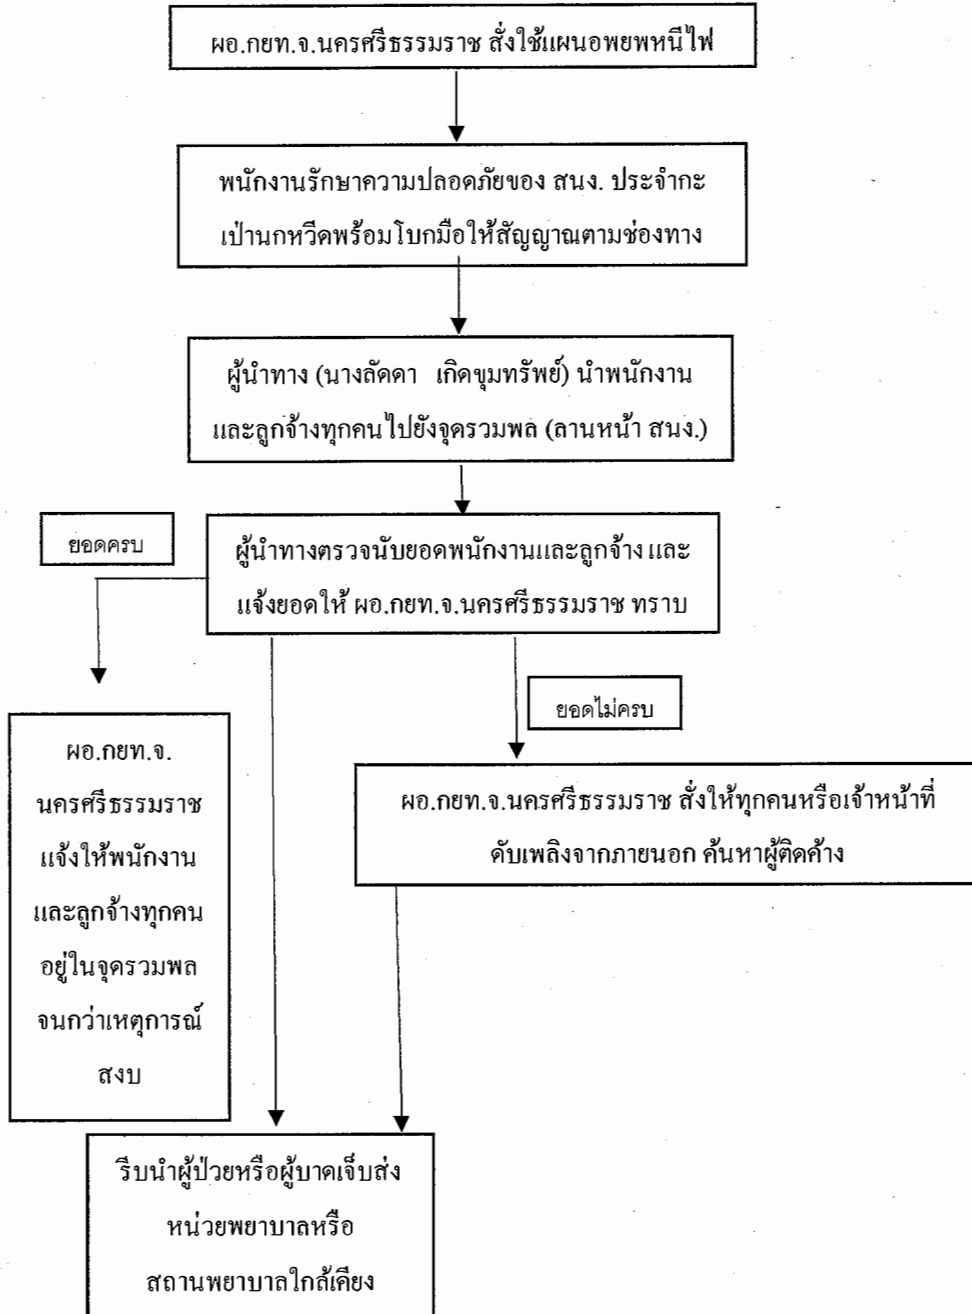 ผอ.กยท.จ.นครศรีธรรมราช สั่งใช้แผนอพยพหนีไฟ
พนักงานรักษาความปลอดภัยของ สนง. ประจำกะ
เป่านกหวีดพร้อมโบกมือให้สัญญาณตามช่องทาง
ผู้นำทาง (นางลัดดา เกิดขุมทรัพย์) นำพนักงาน
และลูกจ้างทุกคนไปยังจุดรวมพล (ลานหน้า สนง.)
ยอดครบ
ผู้นำทางตรวจนับยอดพนักงานและลูกจ้าง และ
แจ้งยอดให้ ผอ.กยท.จ.นครศรีธรรมราช ทราบ
ยอดไม่ครบ
ผอ.กยท.จ.
นครศรีธรรมราช
แจ้งให้พนักงาน
และลูกจ้างทุกคน
อยู่ในจุดรวมพล
จนกว่าเหตุการณ์
สงบ
ผอ.กยท.จ.นครศรีธรรมราช สั่งให้ทุกคนหรือเจ้าหน้าที่
ดับเพลิงจากภายนอก ค้นหาผู้ติดค้าง
รีบนำผู้ป่วยหรือผู้บาดเจ็บส่ง
หน่วยพยาบาลหรือ
สถานพยาบาลใกล้เคียง